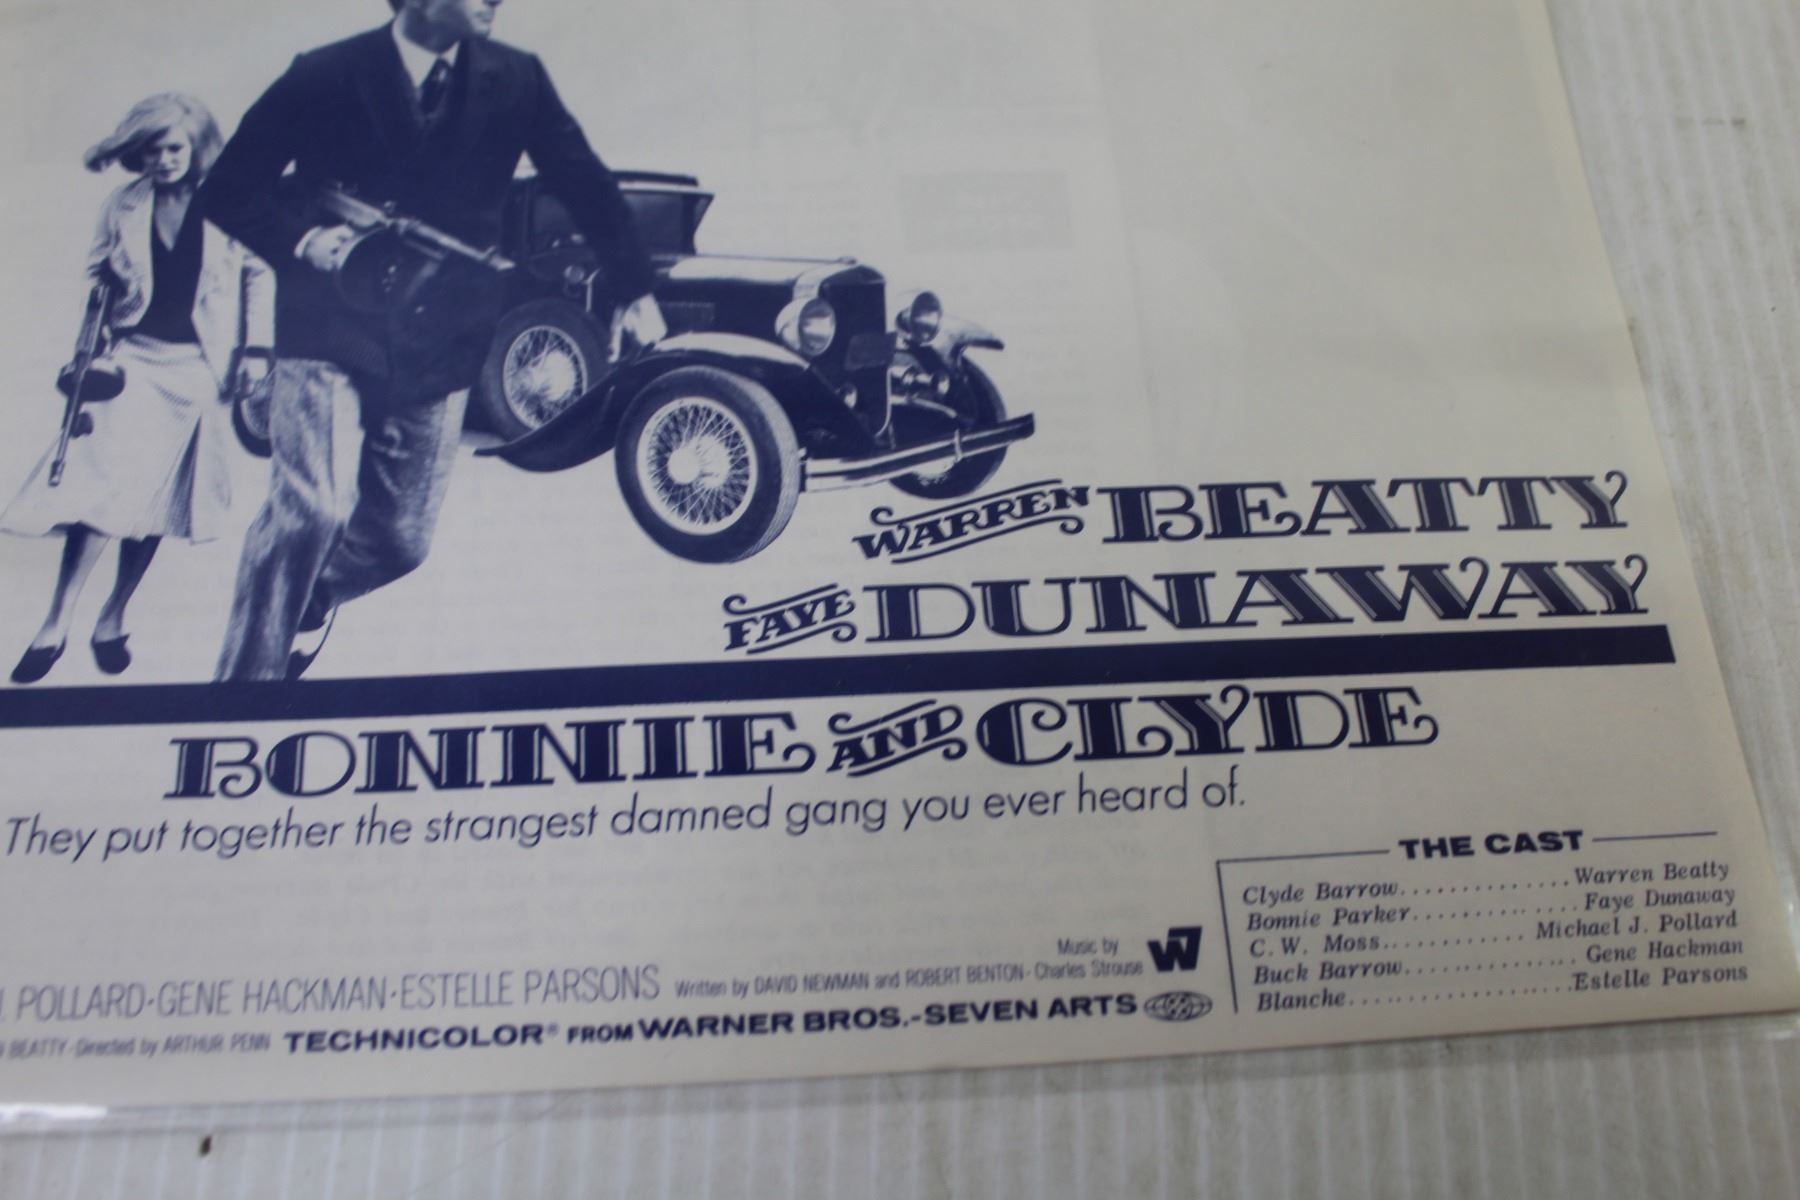 WARREN BEATTY
FAYE DUNAWAY
BONNIE AND CLYDE
They put together the strangest damned gang you ever heard of.
POLLARD·GENE HACKMAN·ESTELLE PARSONS Written by DAVID NEWMAN and ROBERT BENTON · Music by Charles Strouse
BEATTY · Directed by ARTHUR PENN TECHNICOLOR® FROM WARNER BROS.-SEVEN ARTS
W7
THE CAST
Clyde Barrow..............Warren Beatty
Bonnie Parker..............Faye Dunaway
C. W. Moss............Michael J. Pollard
Buck Barrow...............Gene Hackman
Blanche...................Estelle Parsons